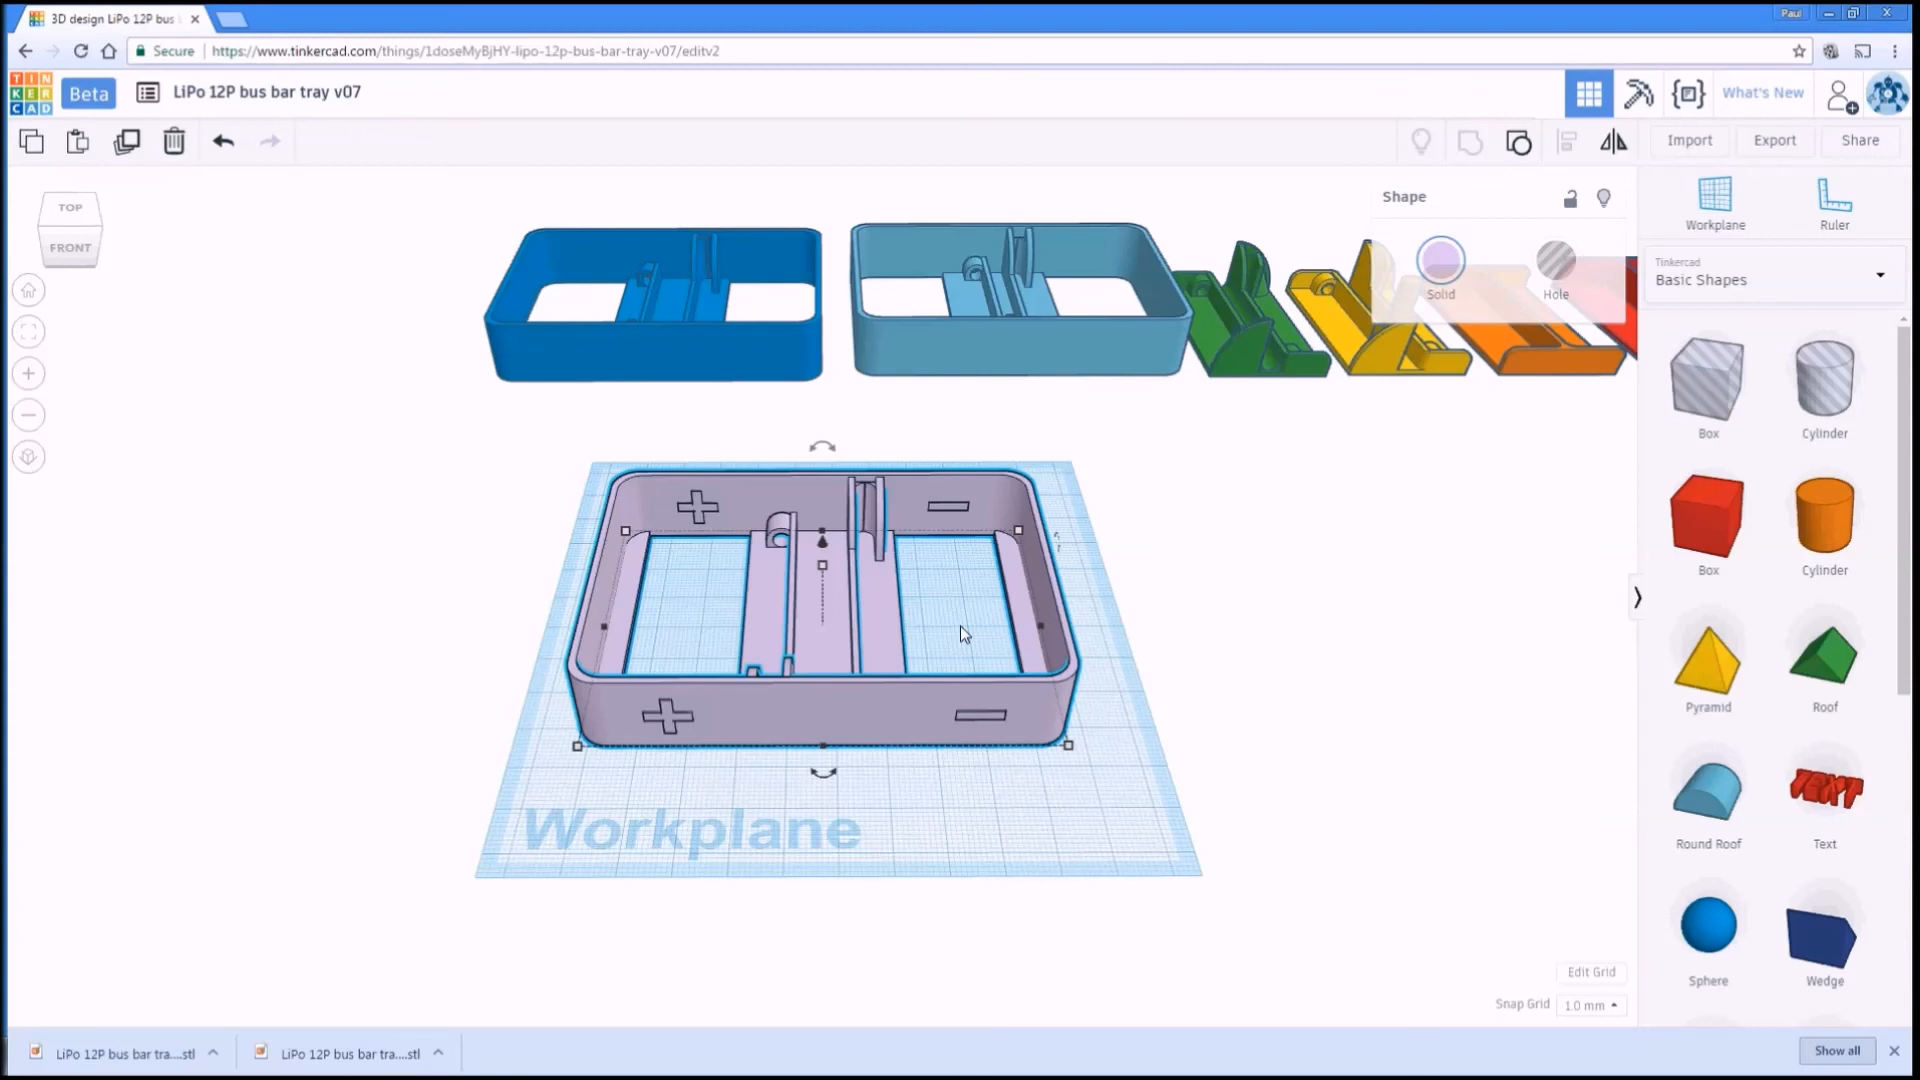 3D design LiPo 12P bus
Paul
Secure
https://www.tinkercad.com/things/1doseMyBjHY-lipo-12p-bus-bar-tray-v07/editv2
TIN
KER
CAD
Beta
LiPo 12P bus bar tray v07
What's New
Import
Export
Share
TOP
FRONT
Shape
Solid
Hole
Workplane
Ruler
Tinkercad
Basic Shapes
Box
Cylinder
Box
Cylinder
Pyramid
Roof
Round Roof
TEXT
Text
Sphere
Wedge
Workplane
Edit Grid
Snap Grid
1.0 mm
LiPo 12P bus bar tra....stl
LiPo 12P bus bar tra....stl
Show all